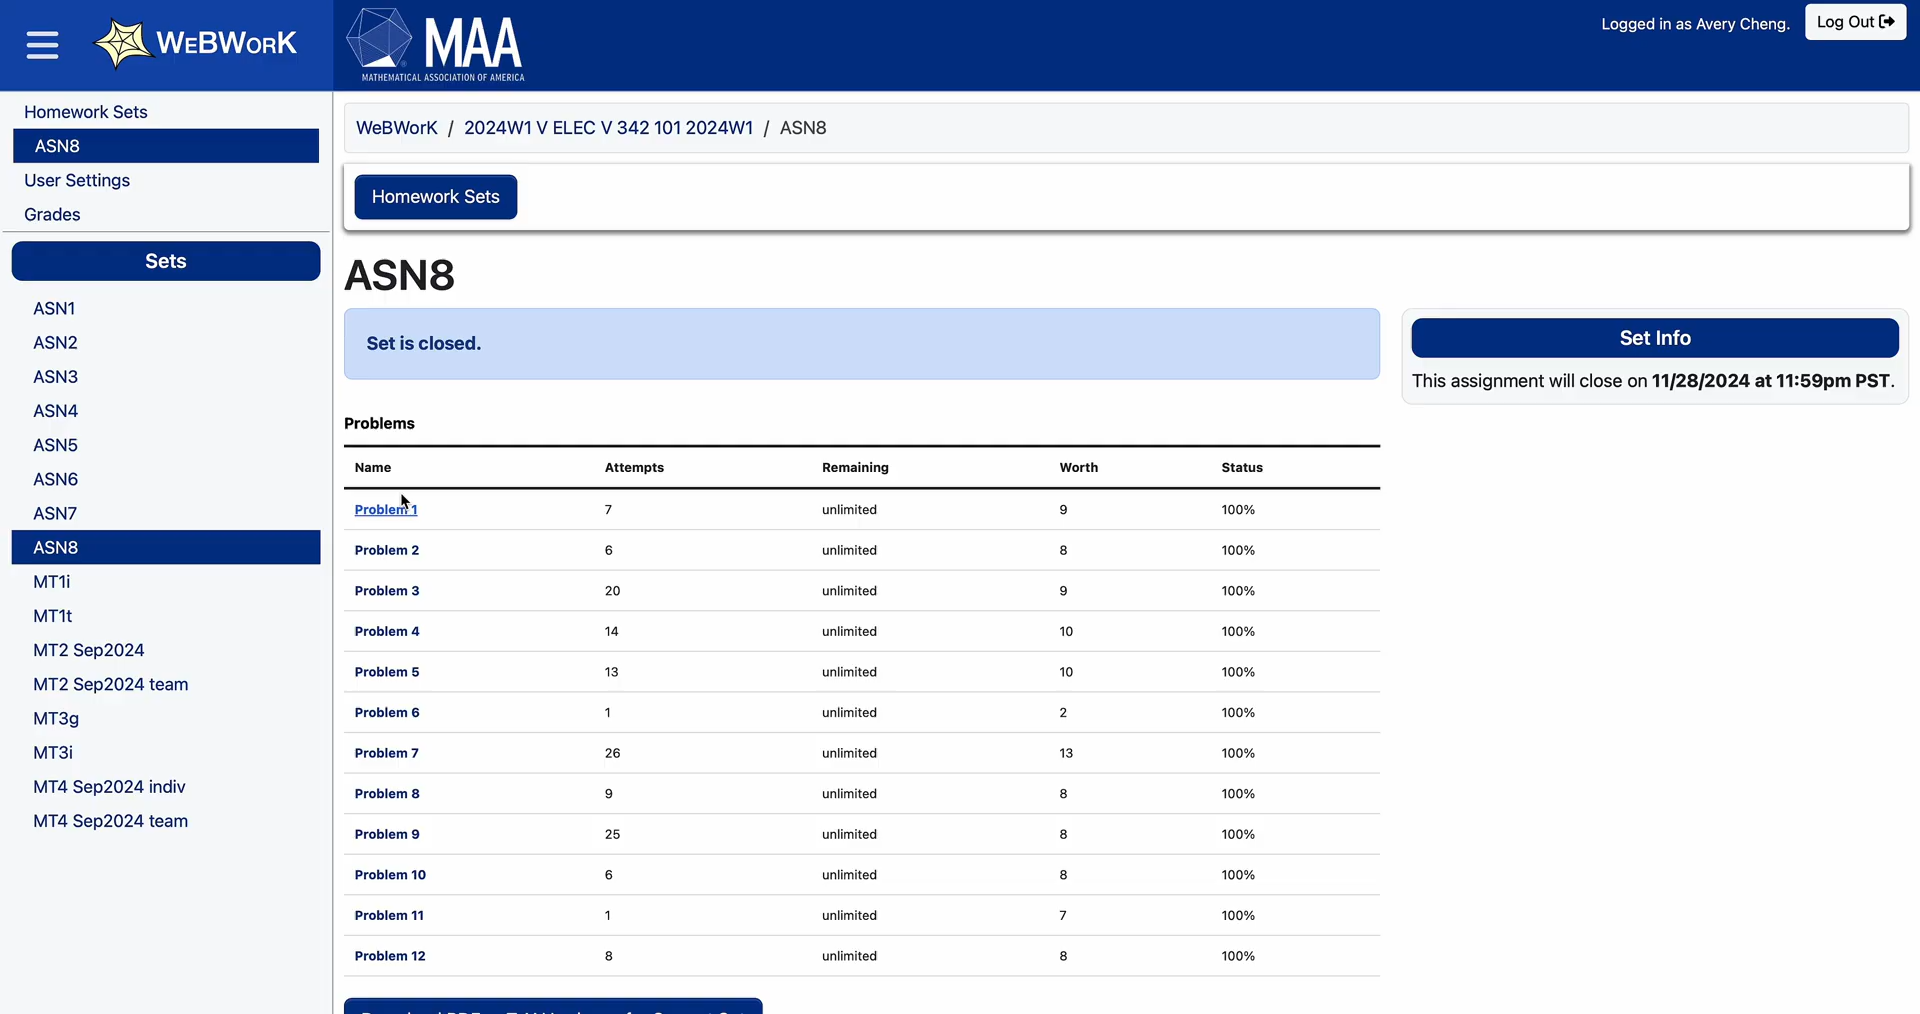 WEBWORK
MAA
MATHEMATICAL ASSOCIATION OF AMERICA
Logged in as Avery Cheng.
Log Out
Homework Sets
ASN8
User Settings
Grades
Sets
ASN1
ASN2
ASN3
ASN4
ASN5
ASN6
ASN7
ASN8
MT1i
MT1t
MT2 Sep2024
MT2 Sep2024 team
MT3g
MT3i
MT4 Sep2024 indiv
MT4 Sep2024 team
WeBWorK / 2024W1 V ELEC V 342 101 2024W1 / ASN8
Homework Sets
ASN8
Set is closed.
Problems
Name Attempts Remaining Worth Status
Problem 1 7 unlimited 9 100%
Problem 2 6 unlimited 8 100%
Problem 3 20 unlimited 9 100%
Problem 4 14 unlimited 10 100%
Problem 5 13 unlimited 10 100%
Problem 6 1 unlimited 2 100%
Problem 7 26 unlimited 13 100%
Problem 8 9 unlimited 8 100%
Problem 9 25 unlimited 8 100%
Problem 10 6 unlimited 8 100%
Problem 11 1 unlimited 7 100%
Problem 12 8 unlimited 8 100%
Set Info
This assignment will close on 11/28/2024 at 11:59pm PST.